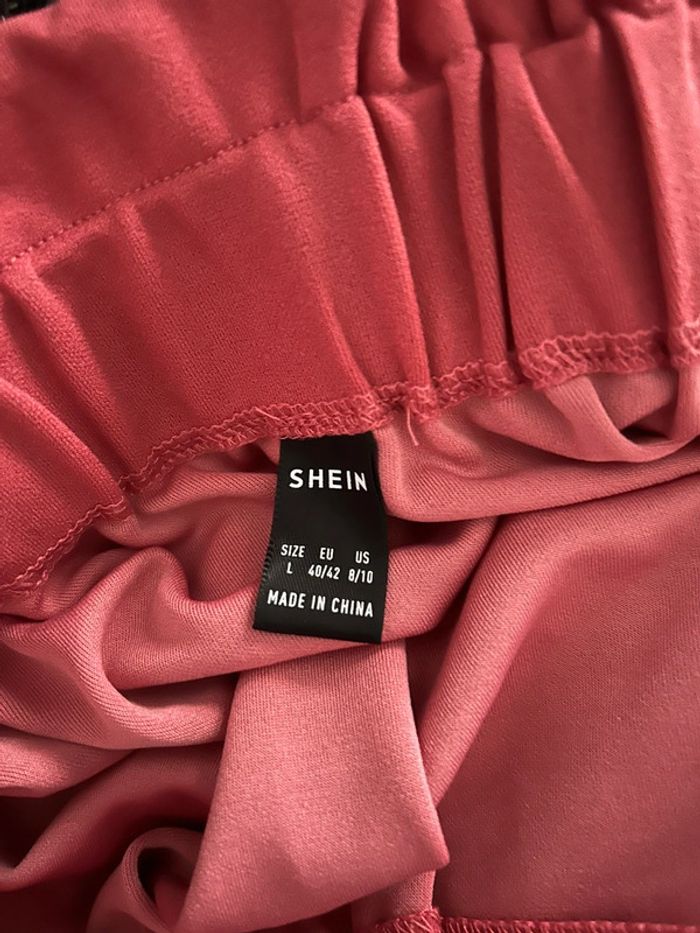 SHEIN
SIZE EU US
L 40/42 8/10
MADE IN CHINA